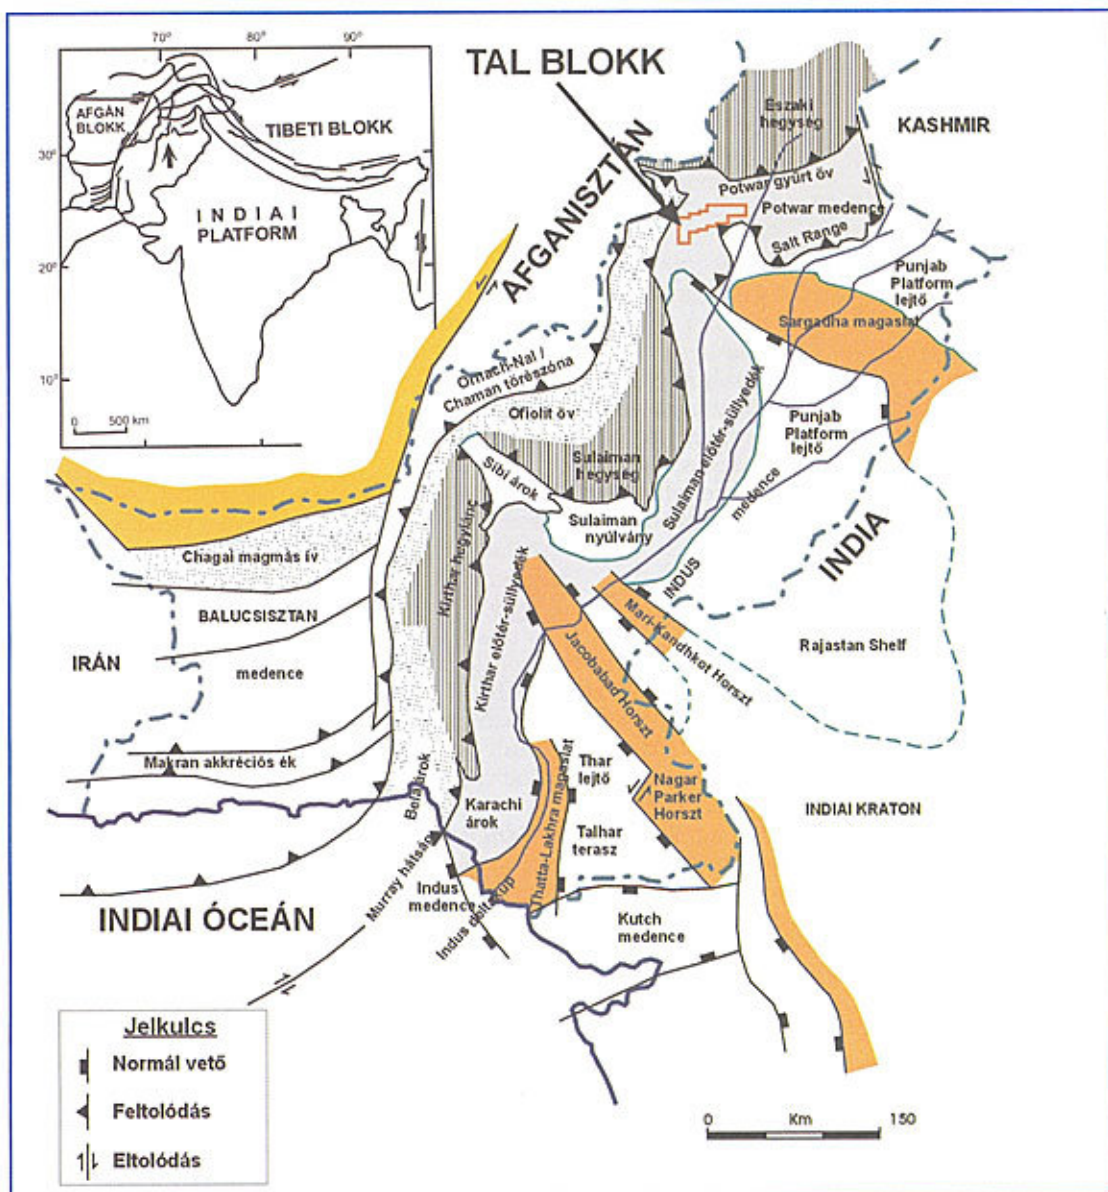 70°
80°
90°
30°
20°
10°
AFGÁN
BLOKK
TIBETI BLOKK
INDIAI
PLATFORM
0 500 km
TAL BLOKK
Északi
hegység
KASHMIR
AFGANISZTÁN
Potwar gyűrt öv
Potwar medence
Salt Range
Punjab
Platform
lejtő
Sargadha magaslat
Ornach-Nal /
Chaman törészóna
Ofiolit öv
Sulaiman
hegység
Sulaiman előtér-süllyedék
Punjab
Platform
lejtő
Sibi árok
Sulaiman
nyúlvány
medence
INDUS
INDIA
Chagai magmás ív
Kirthar hegylánc
Kirthar előtér-süllyedék
BALUCSISZTAN
medence
IRÁN
Mari-Kandhkot Horszt
Rajastan Shelf
Jacobabad Horszt
Makran akkréciós ék
Bela árok
Karachi
árok
Thatta-Lakhra magaslat
Thar
lejtő
Nagar
Parker
Horszt
INDIAI KRATON
Talhar
terasz
Murray hátság
Indus
medence
Indus deltakúp
Kutch
medence
INDIAI ÓCEÁN
Jelkulcs
Normál vető
Feltolódás
Eltolódás
0 Km 150